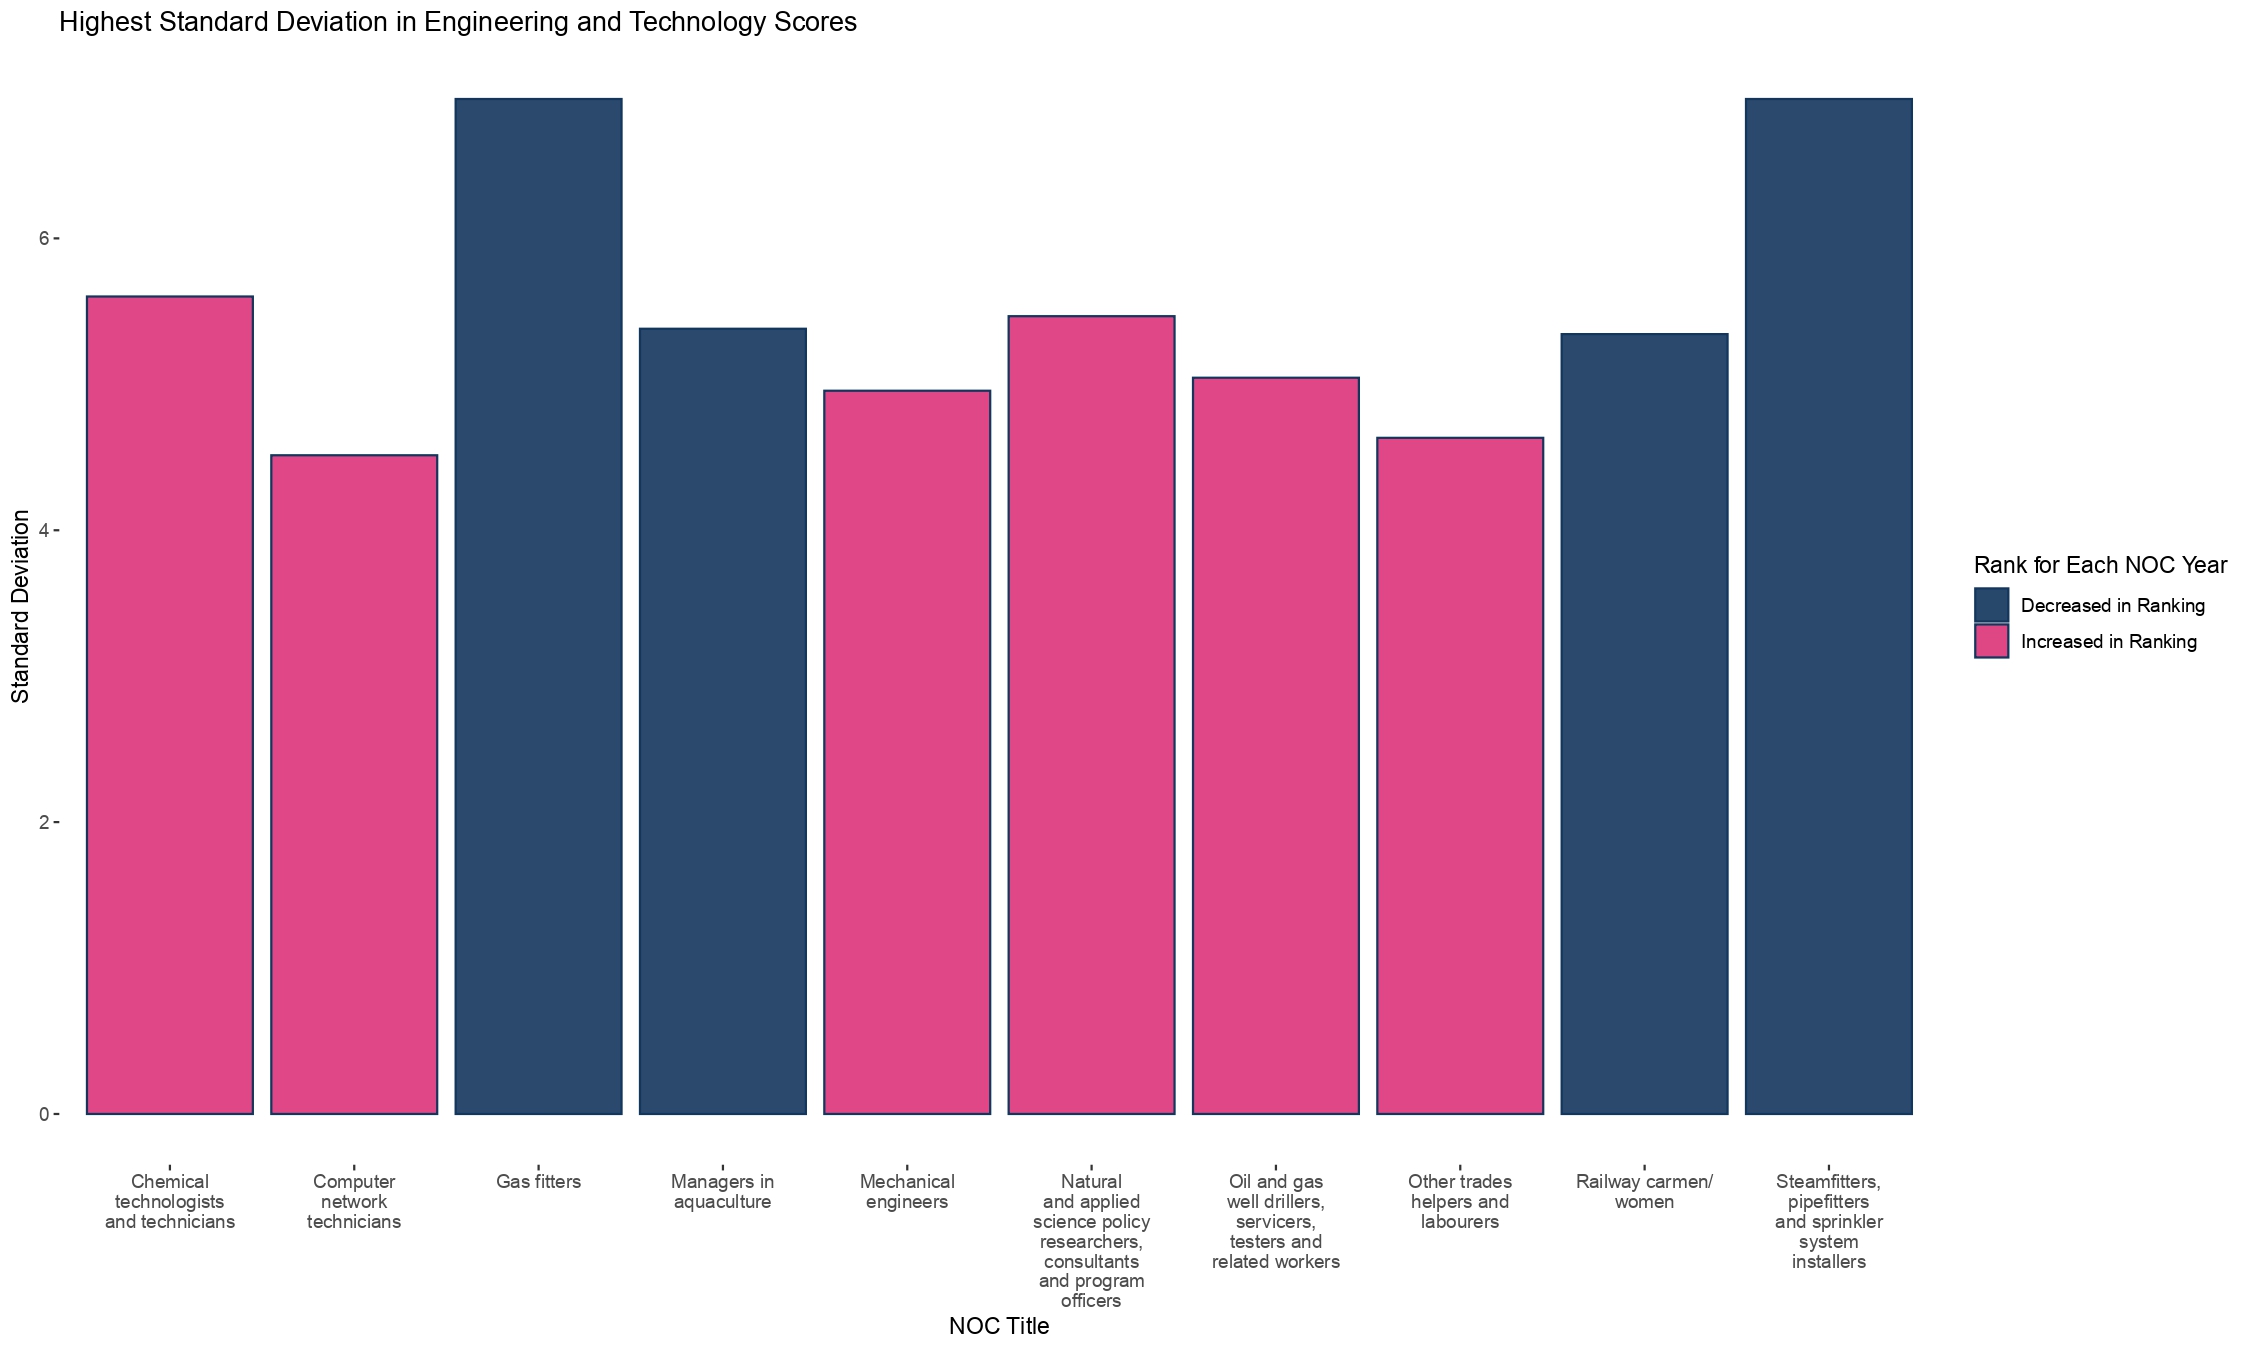 Highest Standard Deviation in Engineering and Technology Scores
Standard Deviation
6
4
2
0
Chemical
technologists
and technicians
Computer
network
technicians
Gas fitters
Managers in
aquaculture
Mechanical
engineers
Natural
and applied
science policy
researchers,
consultants
and program
officers
Oil and gas
well drillers,
servicers,
testers and
related workers
Other trades
helpers and
labourers
Railway carmen/
women
Steamfitters,
pipefitters
and sprinkler
system
installers
NOC Title
Rank for Each NOC Year
Decreased in Ranking
Increased in Ranking